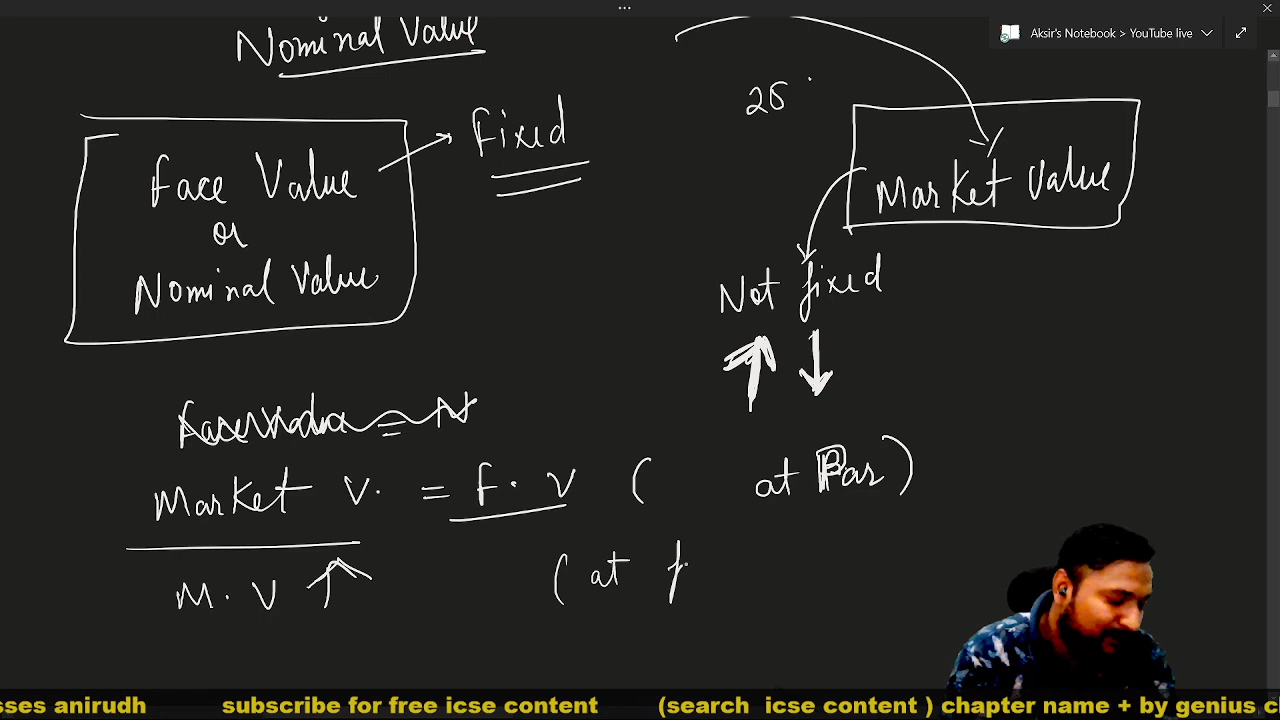 ...
Aksir's Notebook > YouTube live
Nominal Value
Fixed
28
Face Value
or
Nominal Value
Market Value
Not fixed
Market V. = F. V ( at Par)
M. V ↑ ( at
sses anirudh subscribe for free icse content (search icse content ) chapter name + by genius c